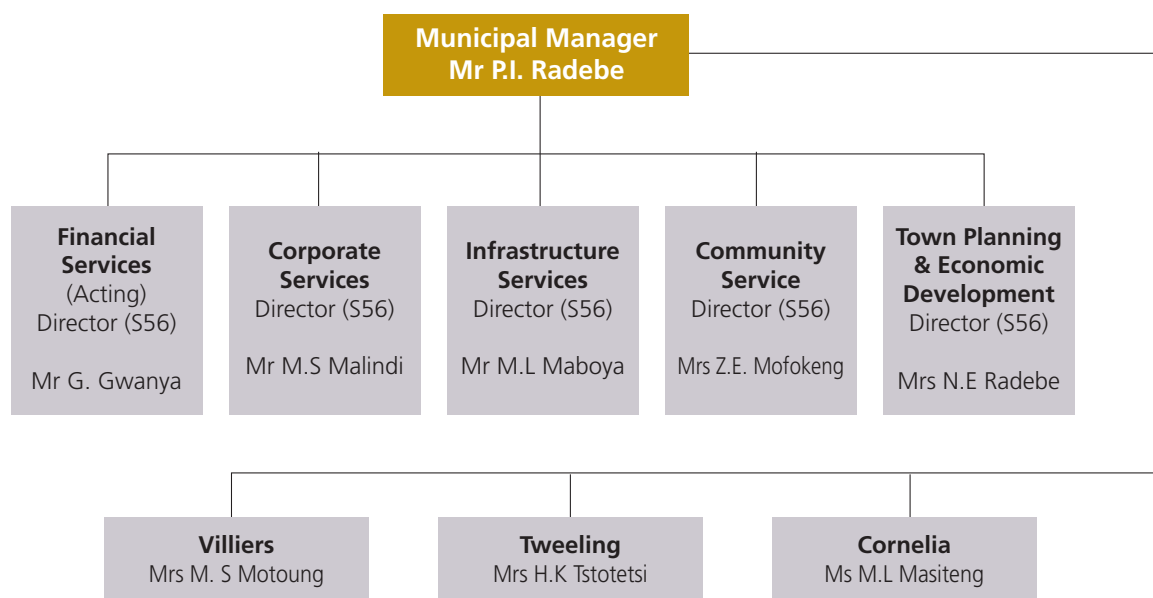 Municipal Manager
Mr P.I. Radebe
Financial
Services
(Acting)
Director (S56)
Mr G. Gwanya
Corporate
Services
Director (S56)
Mr M.S Malindi
Infrastructure
Services
Director (S56)
Mr M.L Maboya
Community
Service
Director (S56)
Mrs Z.E. Mofokeng
Town Planning
& Economic
Development
Director (S56)
Mrs N.E Radebe
Villiers
Mrs M. S Motoung
Tweeling
Mrs H.K Tstotetsi
Cornelia
Ms M.L Masiteng